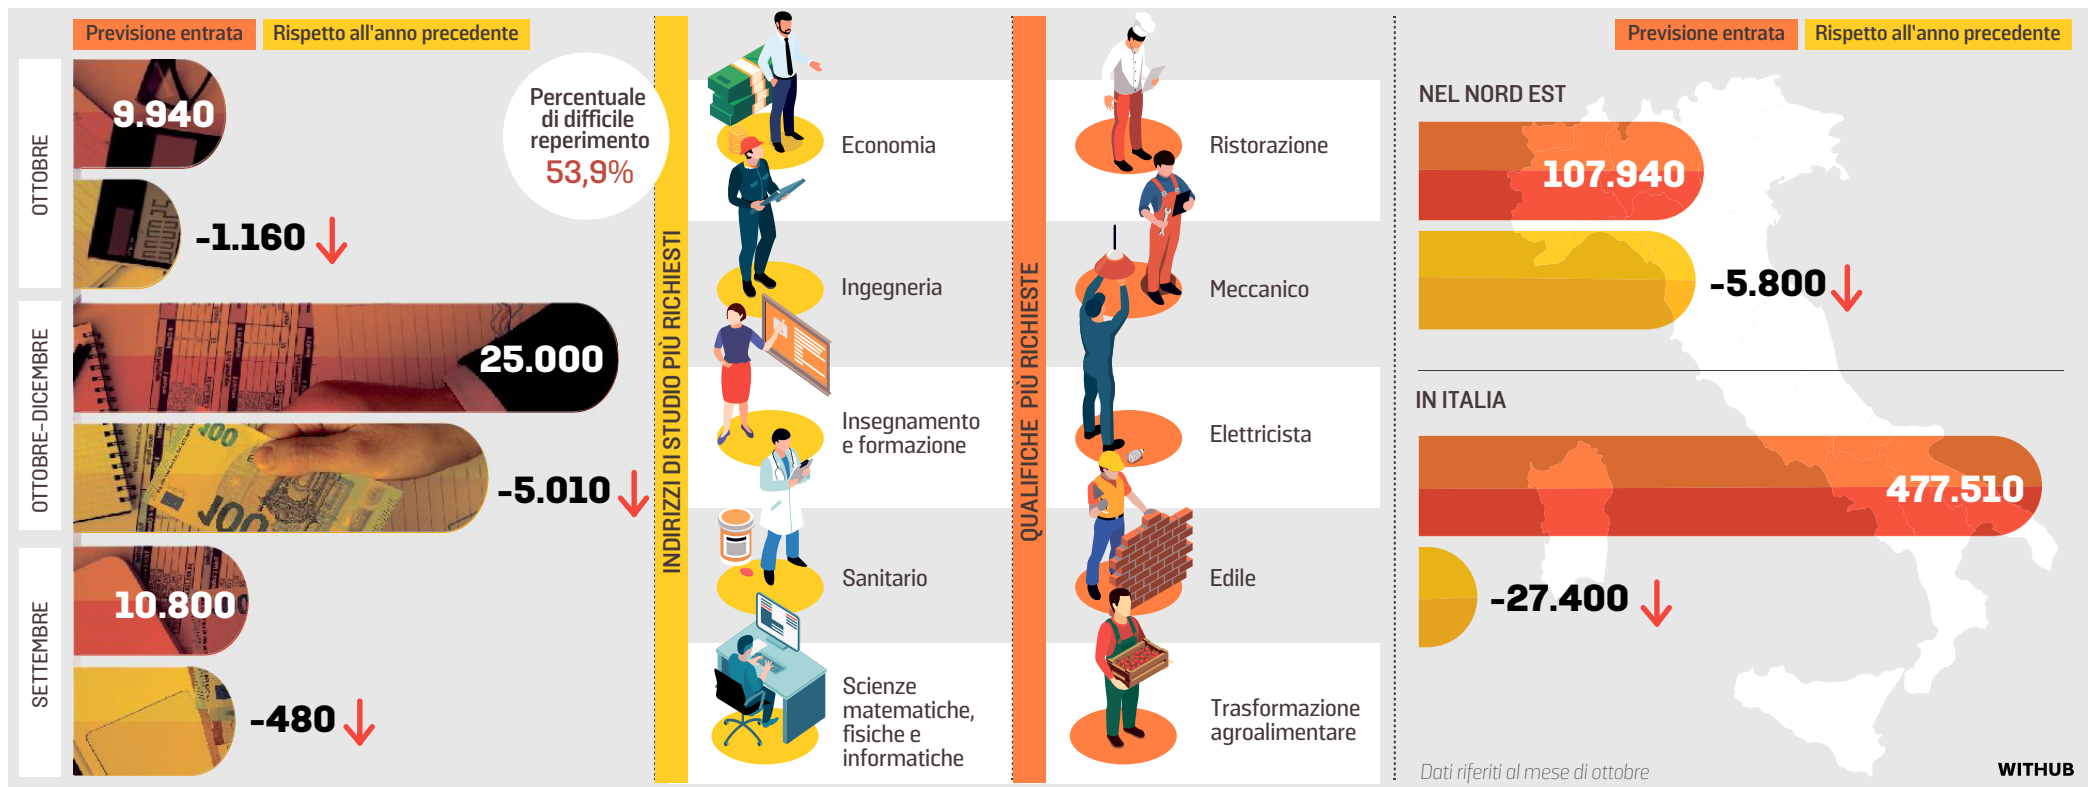 Previsione entrata
Rispetto all'anno precedente
OTTOBRE
9.940
-1.160
OTTOBRE-DICEMBRE
25.000
-5.010
SETTEMBRE
10.800
-480
Percentuale
di difficile
reperimento
53,9%
INDIRIZZI DI STUDIO PIÙ RICHIESTI
Economia
Ingegneria
Insegnamento
e formazione
Sanitario
Scienze
matematiche,
fisiche e
informatiche
QUALIFICHE PIÙ RICHIESTE
Ristorazione
Meccanico
Elettricista
Edile
Trasformazione
agroalimentare
Previsione entrata
Rispetto all'anno precedente
NEL NORD EST
107.940
-5.800
IN ITALIA
477.510
-27.400
Dati riferiti al mese di ottobre
WITHUB